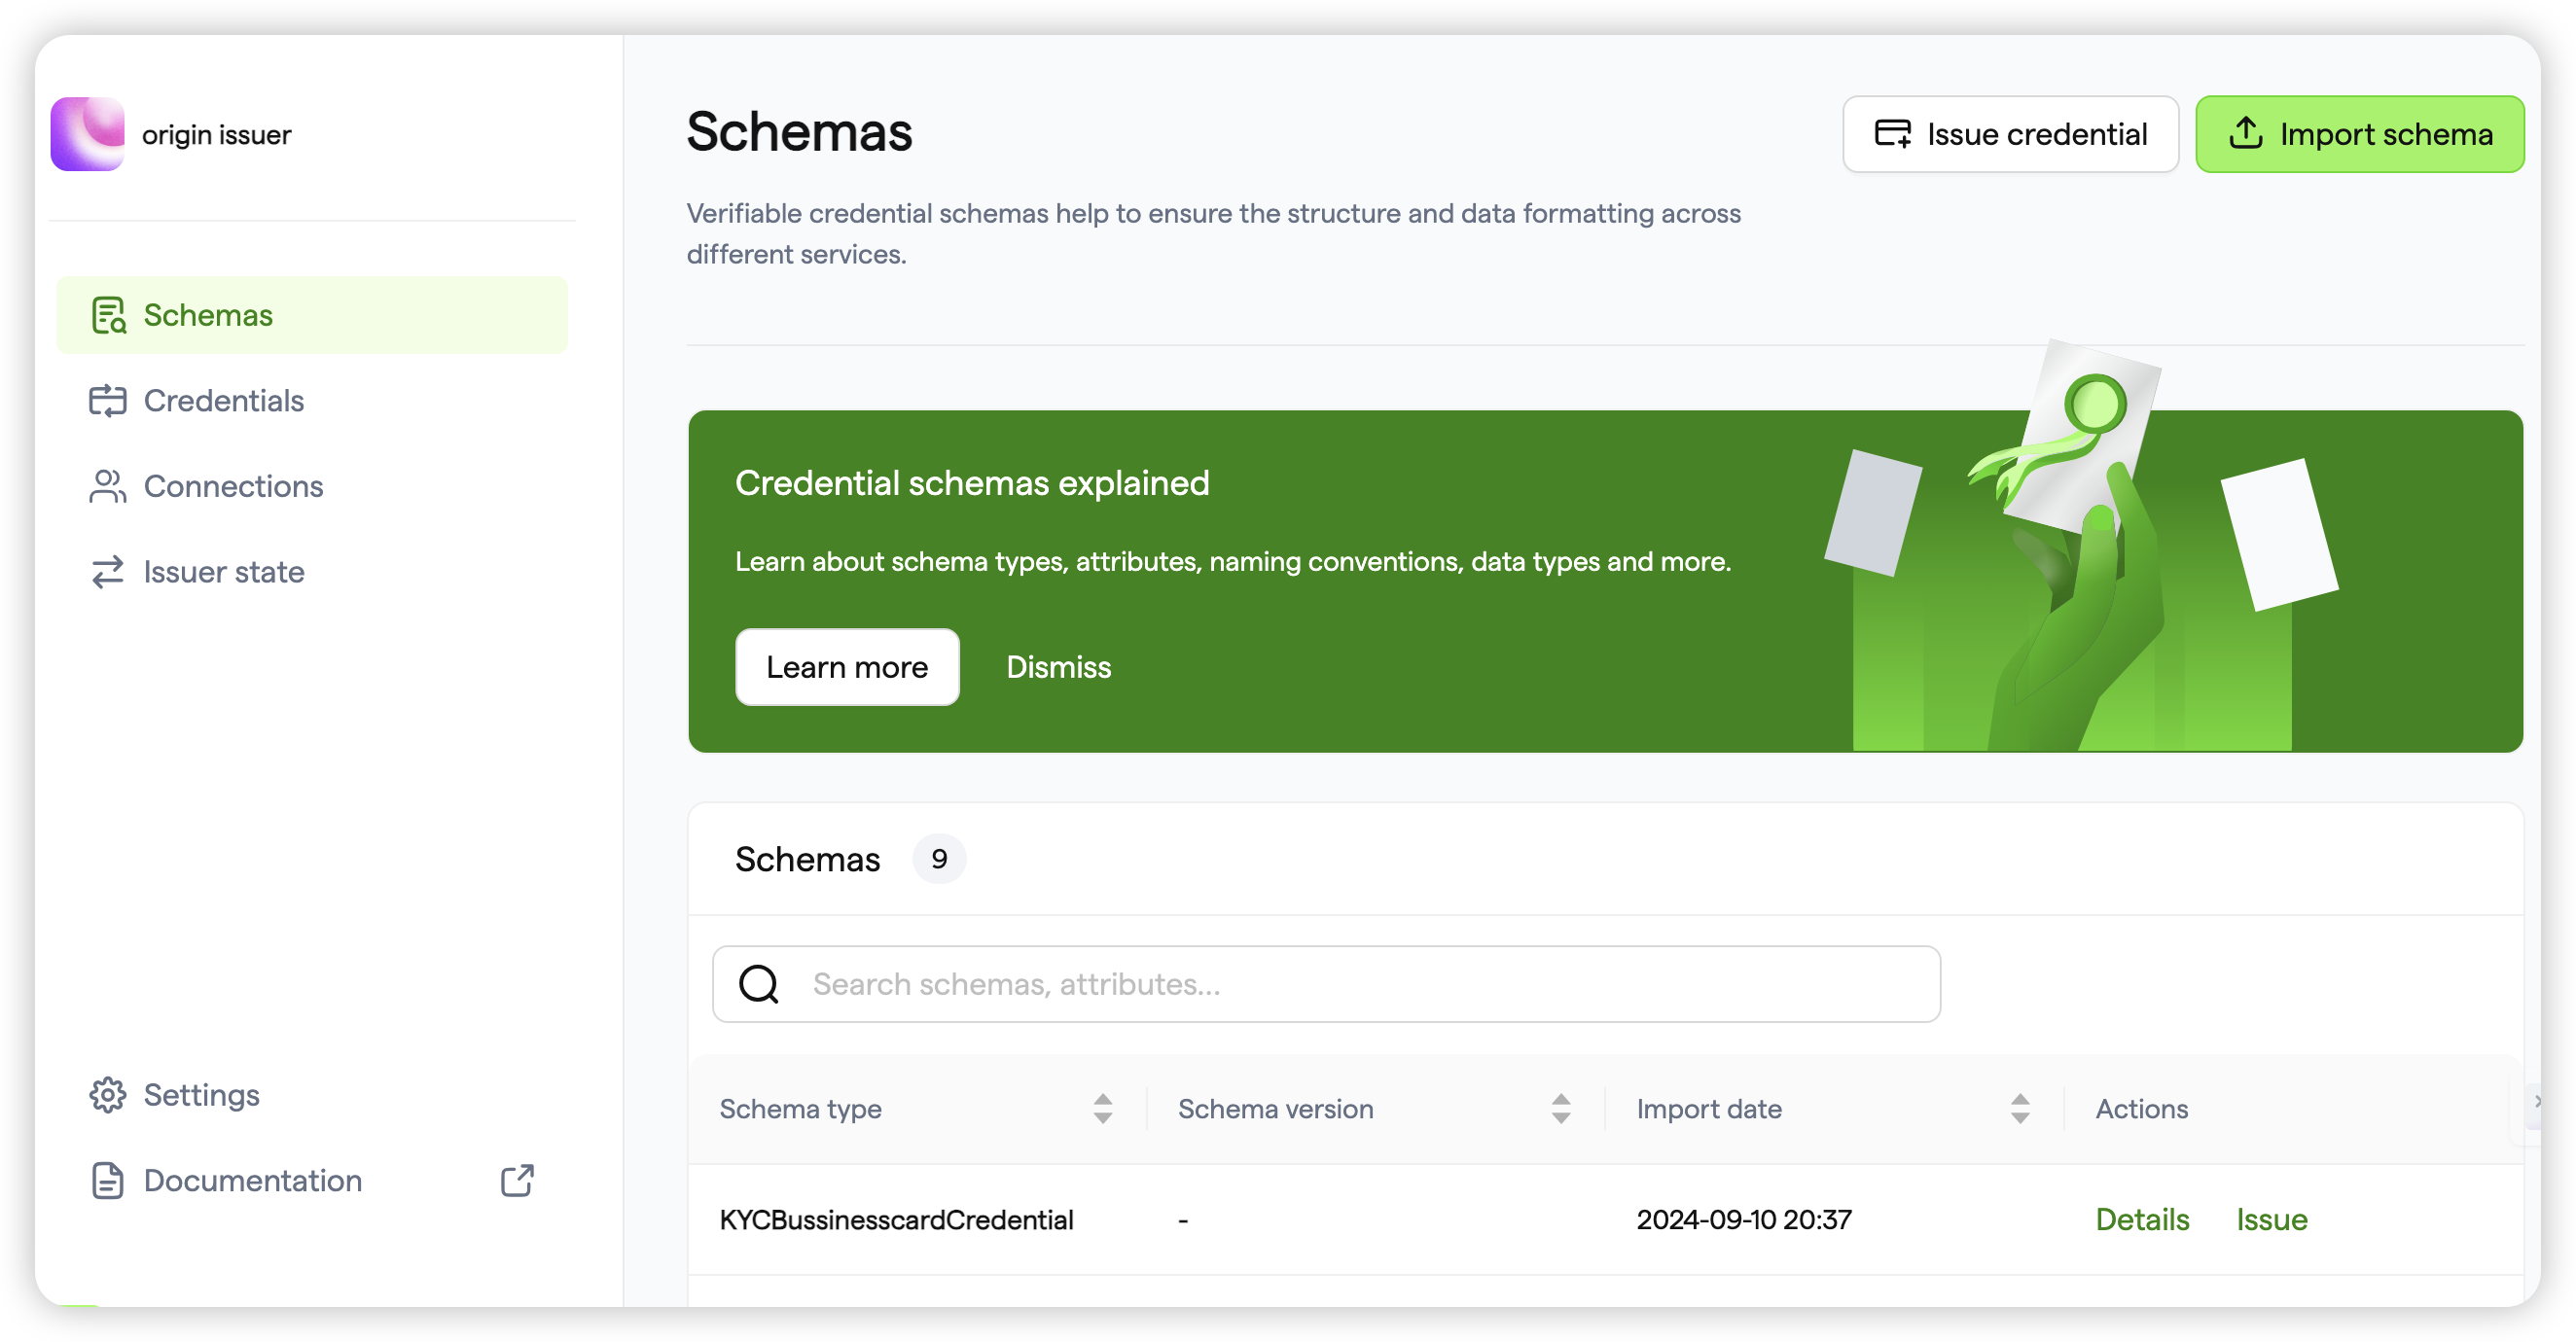 origin issuer
Schemas
Credentials
Connections
Issuer state
Settings
Documentation
Schemas
Issue credential
Import schema
Verifiable credential schemas help to ensure the structure and data formatting across
different services.
Credential schemas explained
Learn about schema types, attributes, naming conventions, data types and more.
Learn more
Dismiss
Schemas 9
Search schemas, attributes...
Schema type Schema version Import date Actions
KYCBussinesscardCredential - 2024-09-10 20:37 Details Issue